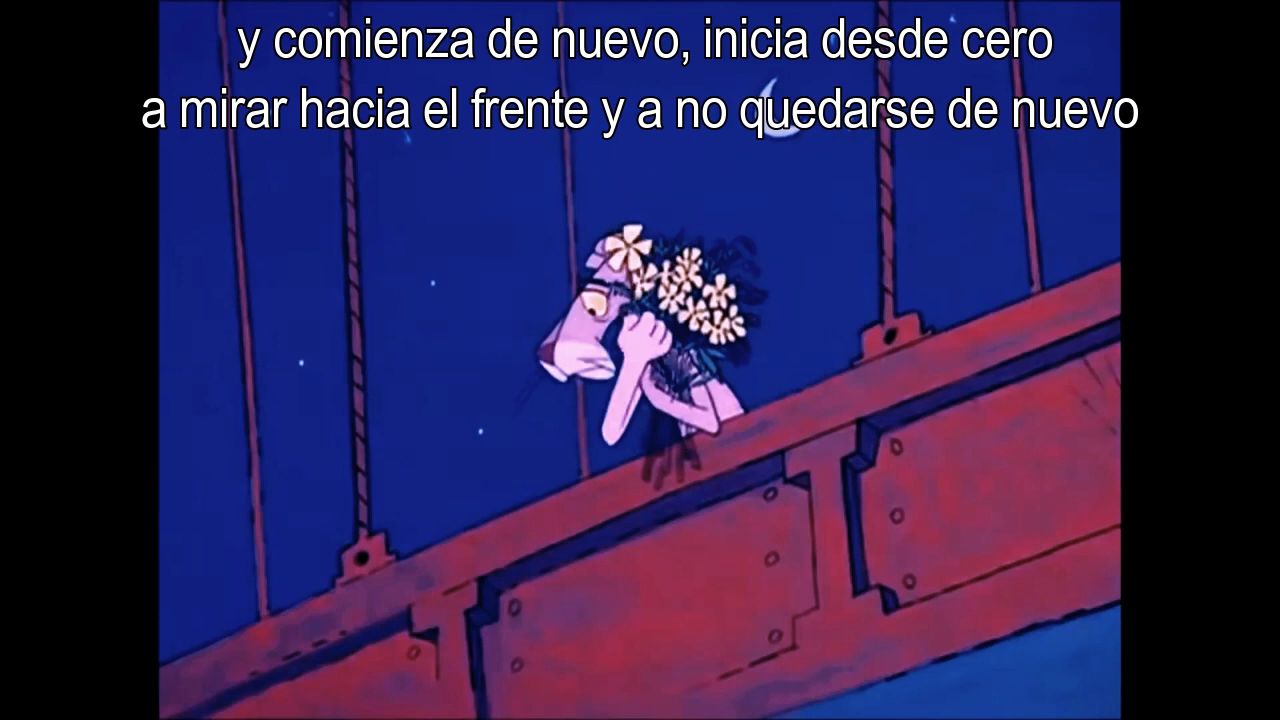 y comienza de nuevo, inicia desde cero
a mirar hacia el frente y a no quedarse de nuevo